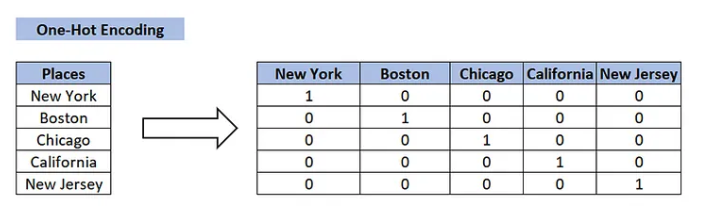 One-Hot Encoding
Places
New York
Boston
Chicago
California
New Jersey
New York Boston Chicago California New Jersey
1 0 0 0 0
0 1 0 0 0
0 0 1 0 0
0 0 0 1 0
0 0 0 0 1